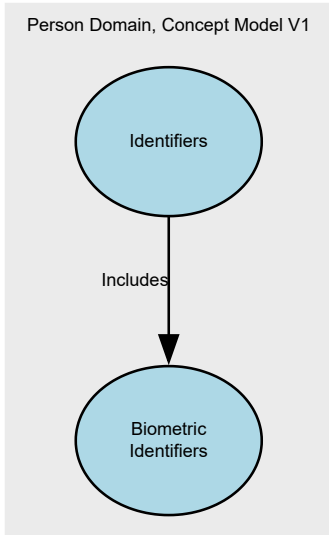 Person Domain, Concept Model V1
Identifiers
Includes
Biometric
Identifiers